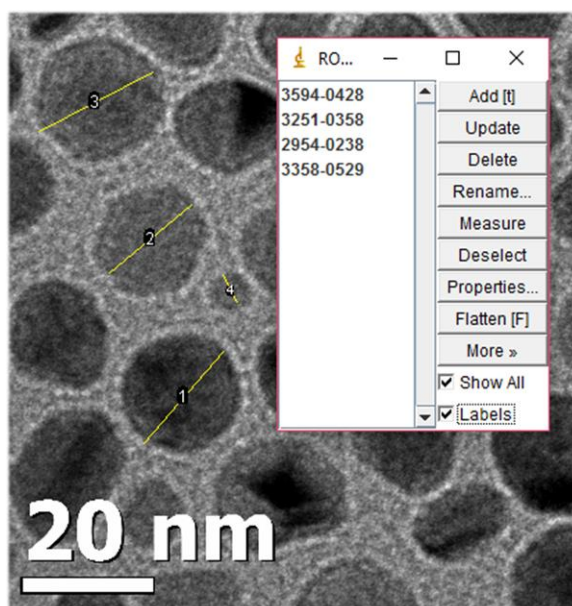 RO...
3594-0428
3251-0358
2954-0238
3358-0529
Add [t]
Update
Delete
Rename...
Measure
Deselect
Properties...
Flatten [F]
More »
Show All
Labels
3
2
4
1
20 nm